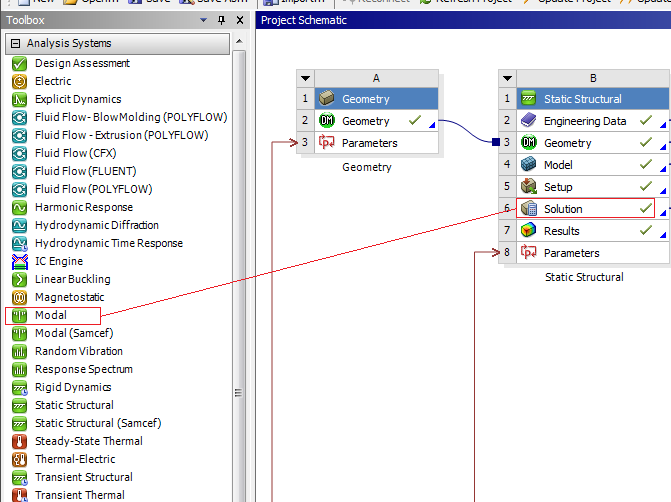 New
Save
Reconnect
Refresh Project
Update Project
Toolbox
Project Schematic
Analysis Systems
Design Assessment
Electric
Explicit Dynamics
Fluid Flow- BlowMolding (POLYFLOW)
Fluid Flow - Extrusion (POLYFLOW)
Fluid Flow (CFX)
Fluid Flow (FLUENT)
Fluid Flow (POLYFLOW)
Harmonic Response
Hydrodynamic Diffraction
Hydrodynamic Time Response
IC Engine
Linear Buckling
Magnetostatic
Modal
Modal (Samcef)
Random Vibration
Response Spectrum
Rigid Dynamics
Static Structural
Static Structural (Samcef)
Steady-State Thermal
Thermal-Electric
Transient Structural
Transient Thermal
A
1 Geometry
2 DM Geometry
3 Parameters
Geometry
B
1 Static Structural
2 Engineering Data
3 DM Geometry
4 Model
5 Setup
6 Solution
7 Results
8 Parameters
Static Structural